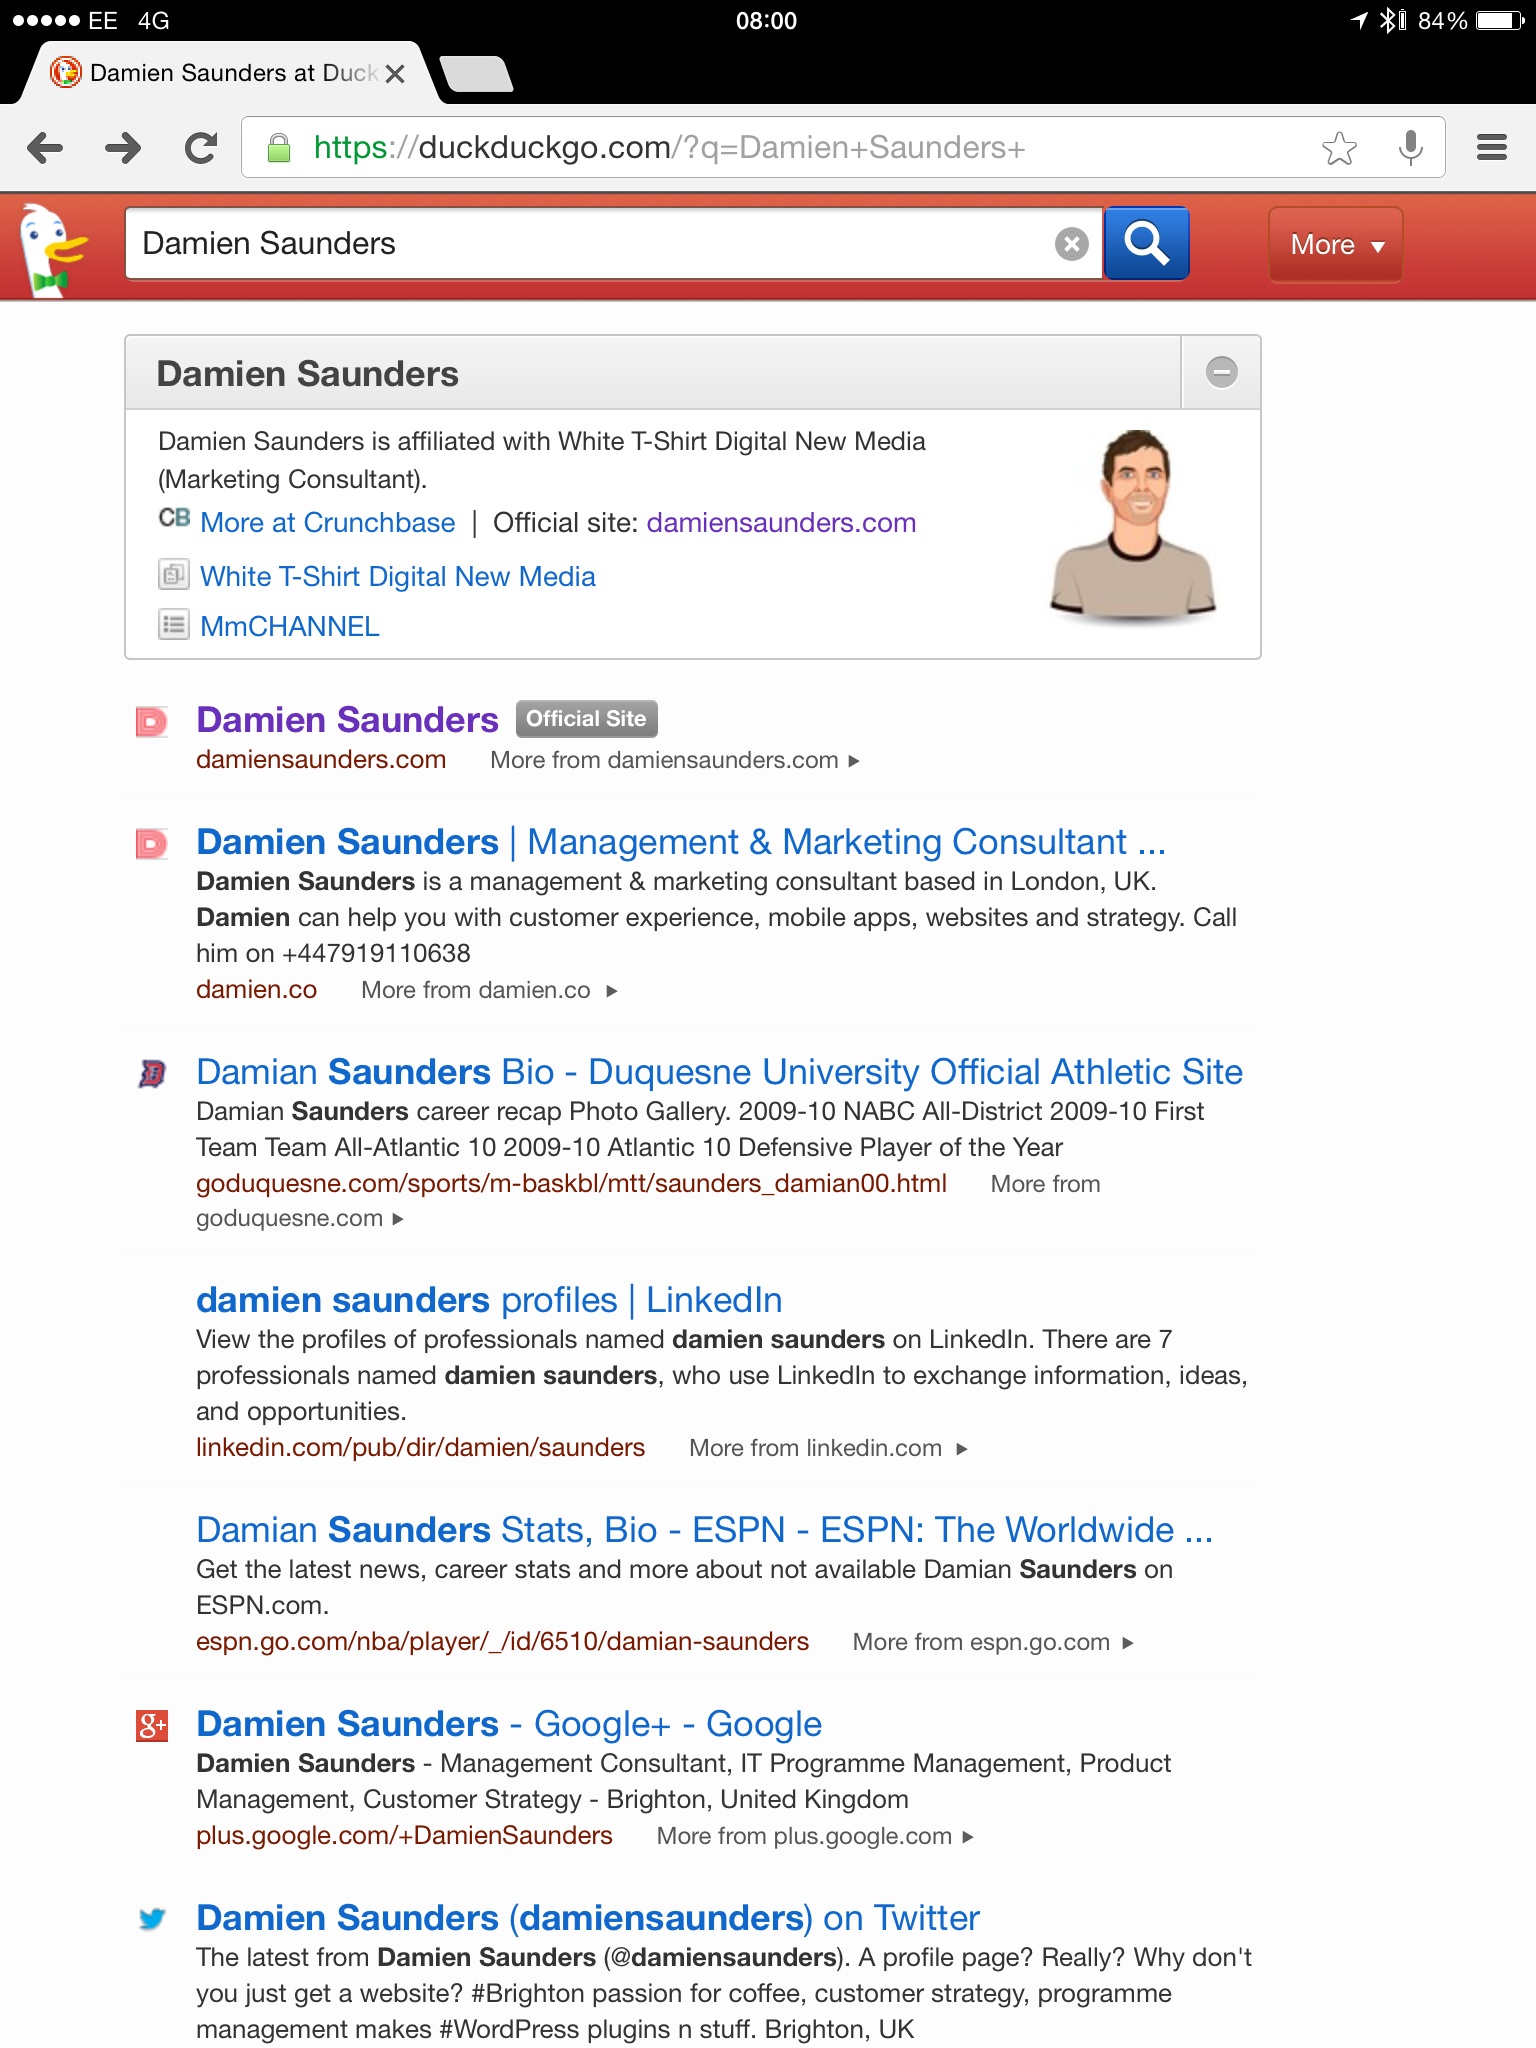 EE 4G 08:00 84%
Damien Saunders at Duck
https://duckduckgo.com/?q=Damien+Saunders+
Damien Saunders
More
Damien Saunders
Damien Saunders is affiliated with White T-Shirt Digital New Media
(Marketing Consultant).
CB More at Crunchbase | Official site: damiensaunders.com
White T-Shirt Digital New Media
MmCHANNEL
Damien Saunders Official Site
damiensaunders.com More from damiensaunders.com
Damien Saunders | Management & Marketing Consultant ...
Damien Saunders is a management & marketing consultant based in London, UK.
Damien can help you with customer experience, mobile apps, websites and strategy. Call
him on +447919110638
damien.co More from damien.co
Damian Saunders Bio - Duquesne University Official Athletic Site
Damian Saunders career recap Photo Gallery. 2009-10 NABC All-District 2009-10 First
Team Team All-Atlantic 10 2009-10 Atlantic 10 Defensive Player of the Year
goduquesne.com/sports/m-baskbl/mtt/saunders_damian00.html More from
goduquesne.com
damien saunders profiles | LinkedIn
View the profiles of professionals named damien saunders on LinkedIn. There are 7
professionals named damien saunders, who use LinkedIn to exchange information, ideas,
and opportunities.
linkedin.com/pub/dir/damien/saunders More from linkedin.com
Damian Saunders Stats, Bio - ESPN - ESPN: The Worldwide ...
Get the latest news, career stats and more about not available Damian Saunders on
ESPN.com.
espn.go.com/nba/player/_/id/6510/damian-saunders More from espn.go.com
g+ Damien Saunders - Google+ - Google
Damien Saunders - Management Consultant, IT Programme Management, Product
Management, Customer Strategy - Brighton, United Kingdom
plus.google.com/+DamienSaunders More from plus.google.com
Damien Saunders (damiensaunders) on Twitter
The latest from Damien Saunders (@damiensaunders). A profile page? Really? Why don't
you just get a website? #Brighton passion for coffee, customer strategy, programme
management makes #WordPress plugins n stuff. Brighton, UK